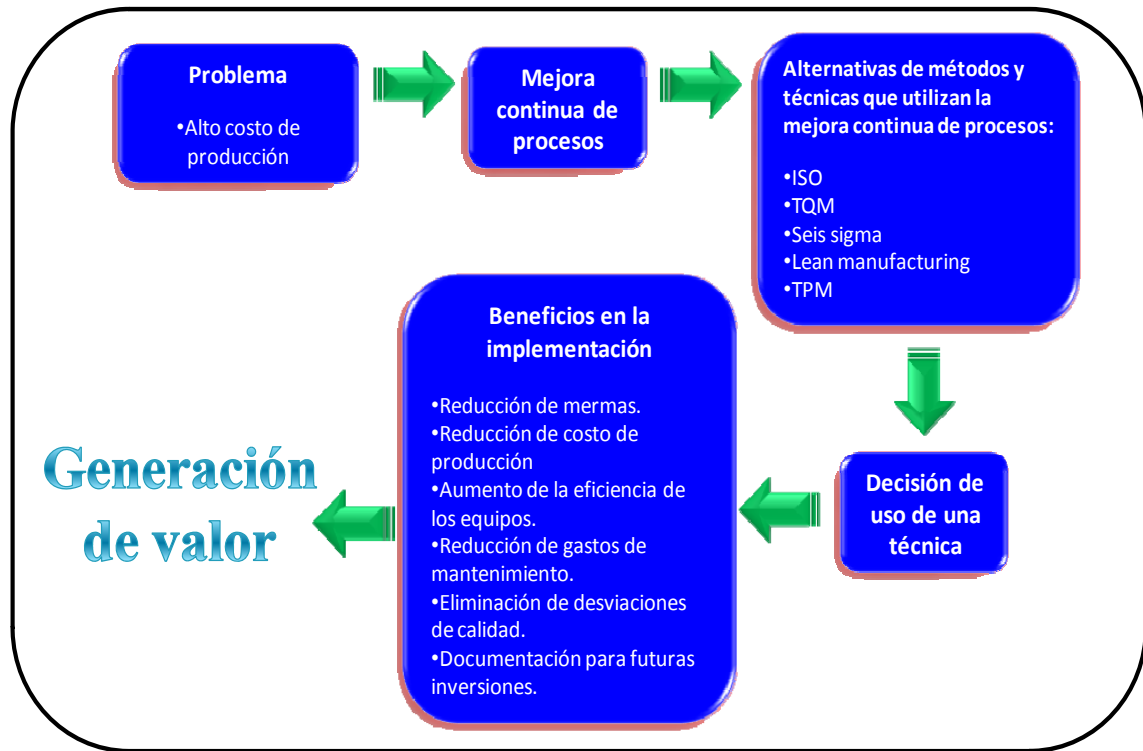 Problema
•Alto costo de
producción
Mejora
continua de
procesos
Alternativas de métodos y
técnicas que utilizan la
mejora continua de procesos:
•ISO
•TQM
•Seis sigma
•Lean manufacturing
•TPM
Decisión de
uso de una
técnica
Beneficios en la
implementación
•Reducción de mermas.
•Reducción de costo de
producción
•Aumento de la eficiencia de
los equipos.
•Reducción de gastos de
mantenimiento.
•Eliminación de desviaciones
de calidad.
•Documentación para futuras
inversiones.
Generación
de valor